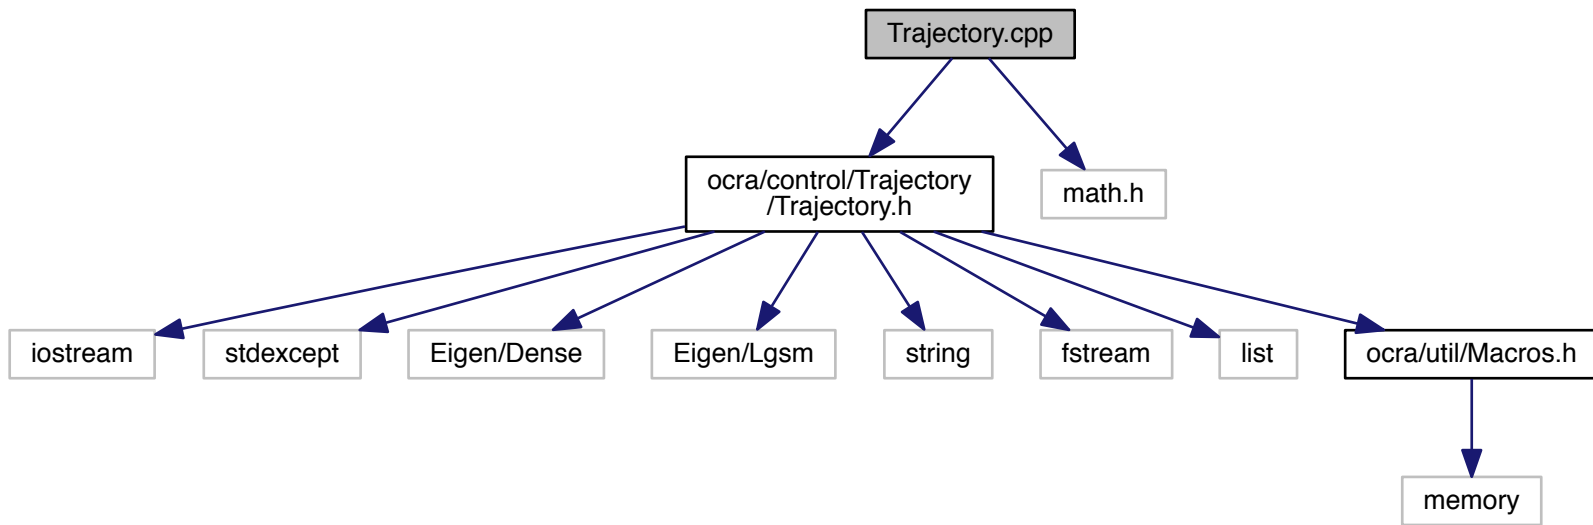 Trajectory.cpp
ocra/control/Trajectory
/Trajectory.h
math.h
iostream
stdexcept
Eigen/Dense
Eigen/Lgsm
string
fstream
list
ocra/util/Macros.h
memory